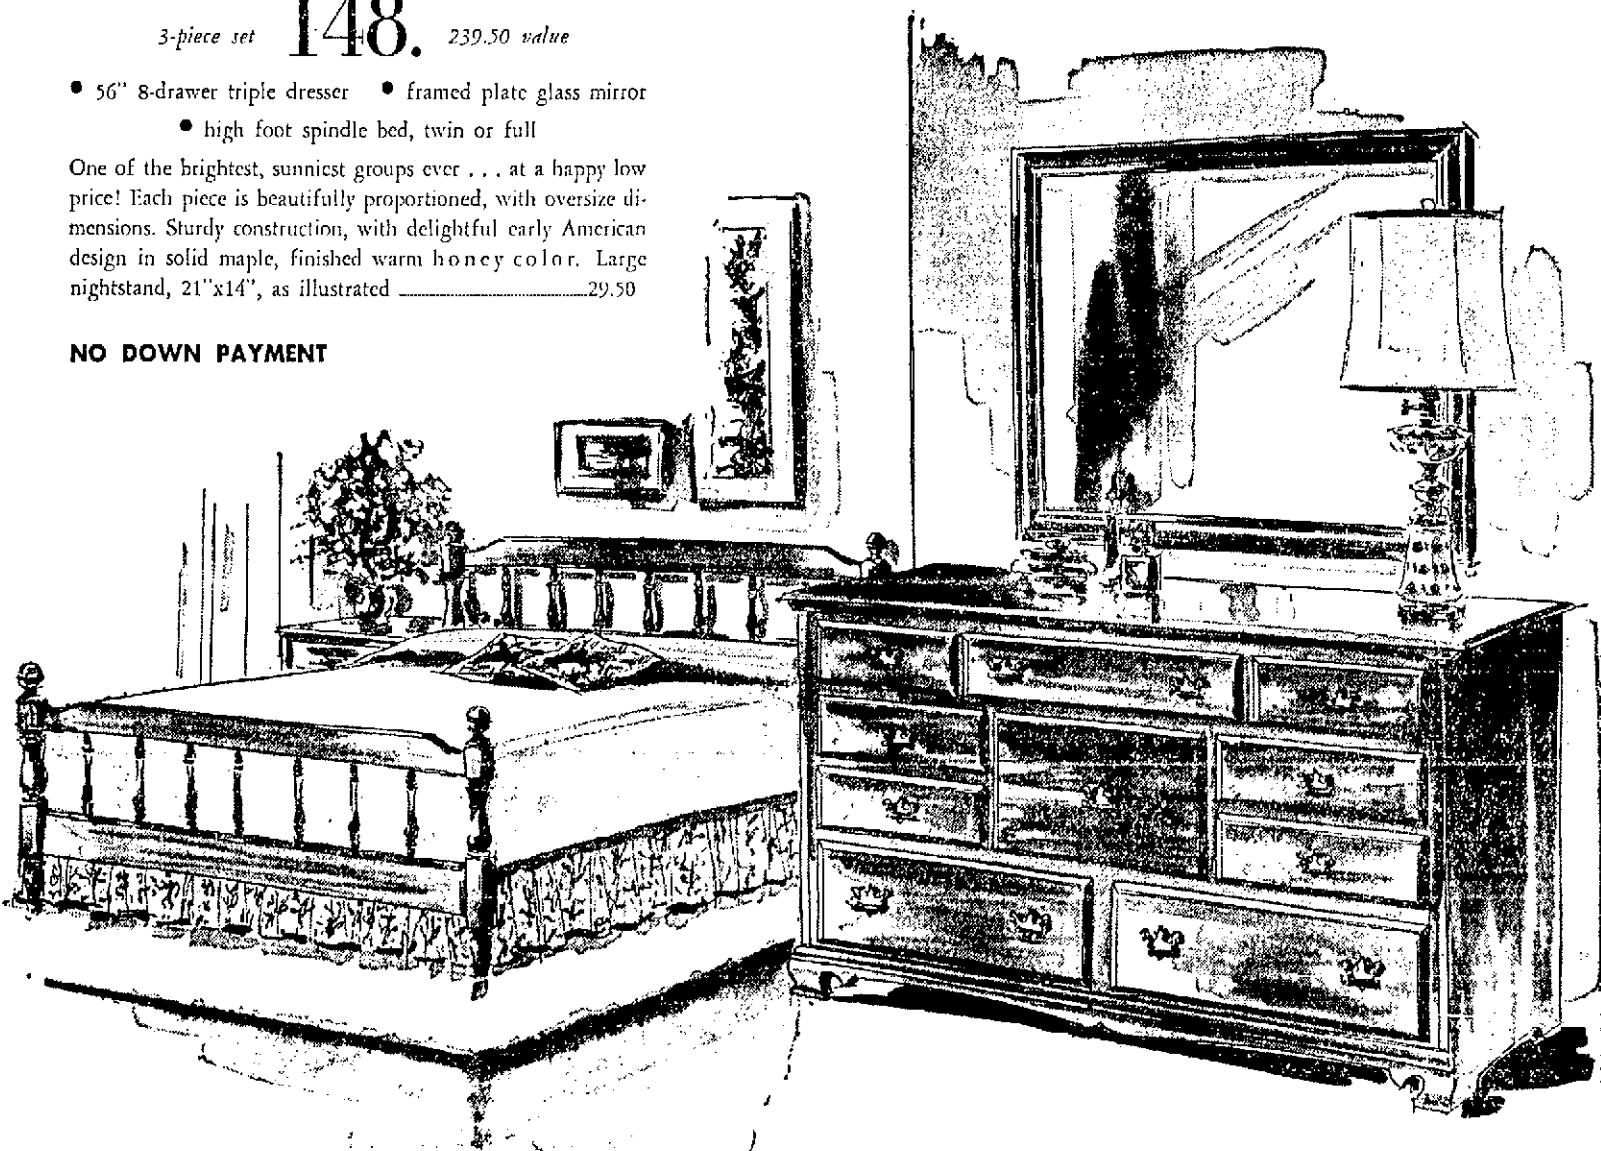 3-piece set 148. 239.50 value
• 56" 8-drawer triple dresser • framed plate glass mirror
• high foot spindle bed, twin or full
One of the brightest, sunniest groups ever . . . at a happy low
price! Each piece is beautifully proportioned, with oversize di-
mensions. Sturdy construction, with delightful early American
design in solid maple, finished warm honey color. Large
nightstand, 21"x14", as illustrated ______29.50
NO DOWN PAYMENT